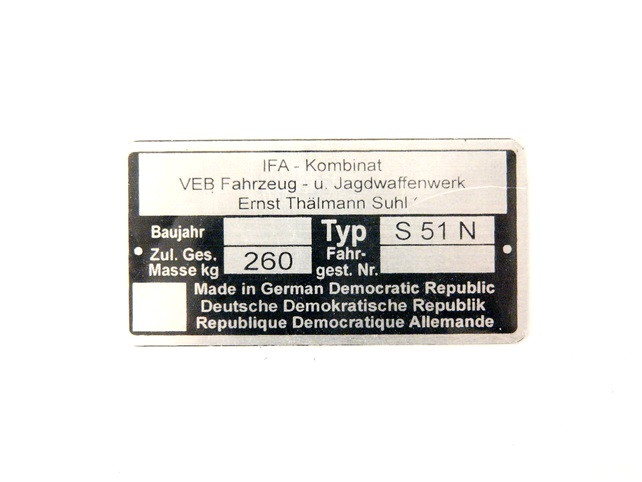 IFA - Kombinat
VEB Fahrzeug - u. Jagdwaffenwerk
Ernst Thälmann Suhl
Baujahr Typ S 51 N
Zul. Ges. Masse kg 260 Fahr- gest. Nr.
Made in German Democratic Republic
Deutsche Demokratische Republik
Republique Democratique Allemande